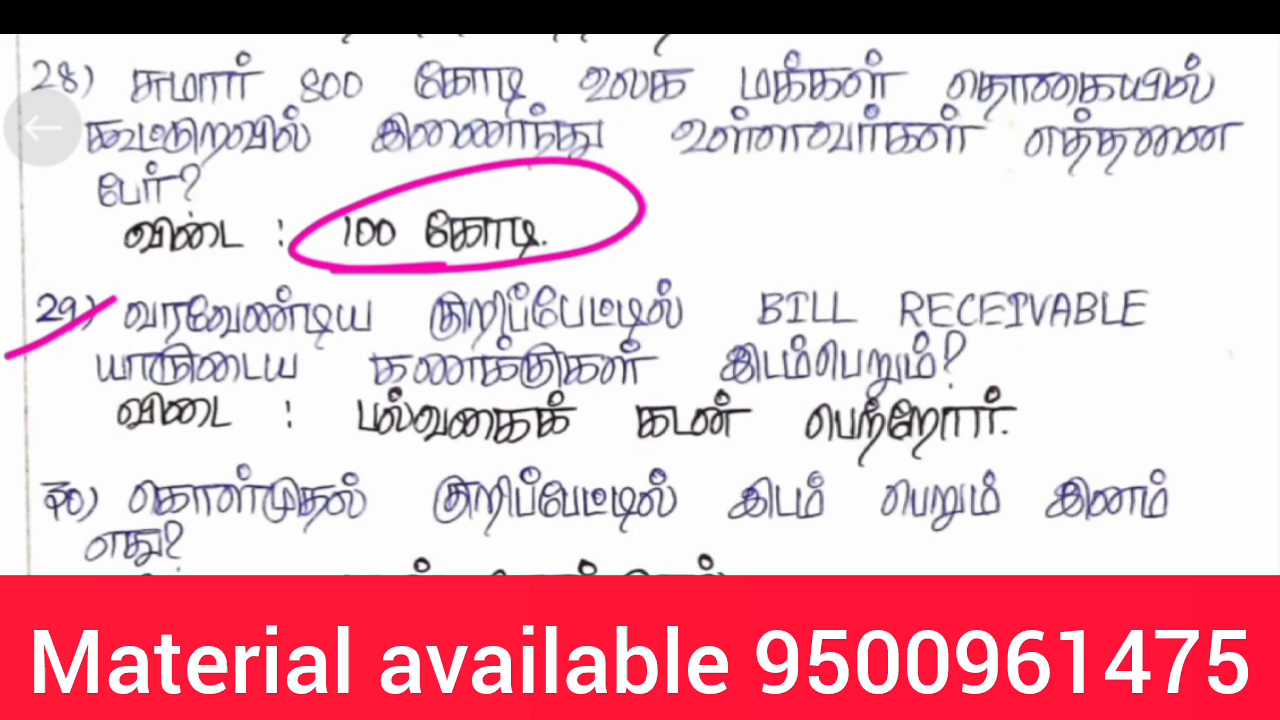 28) சுமார் 800 கோடி உலக மக்கள் தொகையில்
கூட்டுறவில் இணைந்து உள்ளவர்கள் எத்தனை
பேர்?
விடை : 100 கோடி.
29) வரவேண்டிய குறிப்பேட்டில் BILL RECEIVABLE
யாருடைய கணக்குகள் இடம்பெறும்?
விடை : பல்வகைக் கடன் பெற்றோர்.
30) கொள்முதல் குறிப்பேட்டில் இடம் பெறும் இனம்
எது?
Material available 9500961475